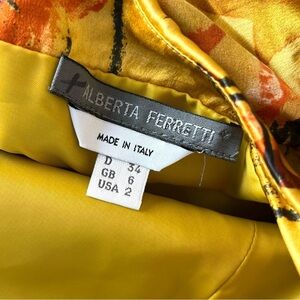 ALBERTA FERRETTI
MADE IN ITALY
D 34
GB 6
USA 2